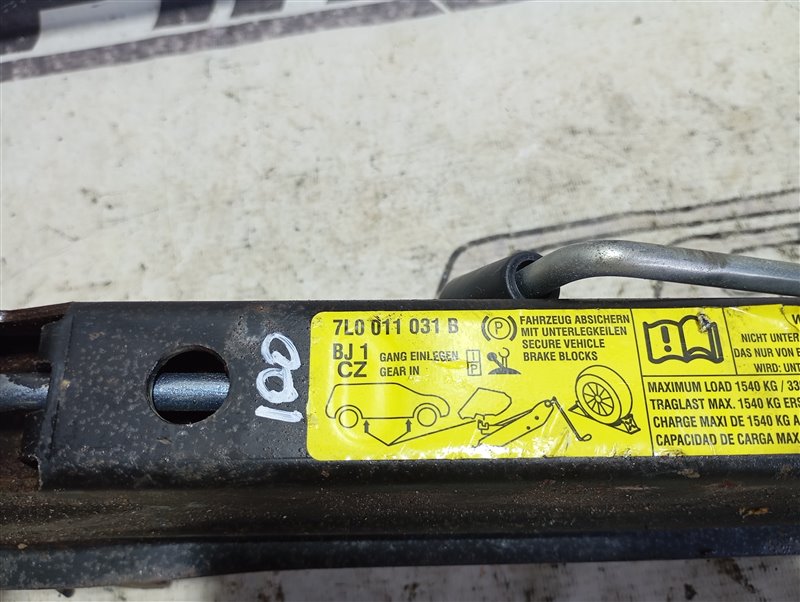 7L0 011 031 B
BJ 1
CZ
GANG EINLEGEN
GEAR IN
P
P
FAHRZEUG ABSICHERN
MIT UNTERLEGKEILEN
SECURE VEHICLE
BRAKE BLOCKS
NICHT UNTER
DAS NUR VON
WIRD: UNT
MAXIMUM LOAD 1540 KG / 33
TRAGLAST MAX. 1540 KG ERS
CHARGE MAXI DE 1540 KG A
CAPACIDAD DE CARGA MAX.
100